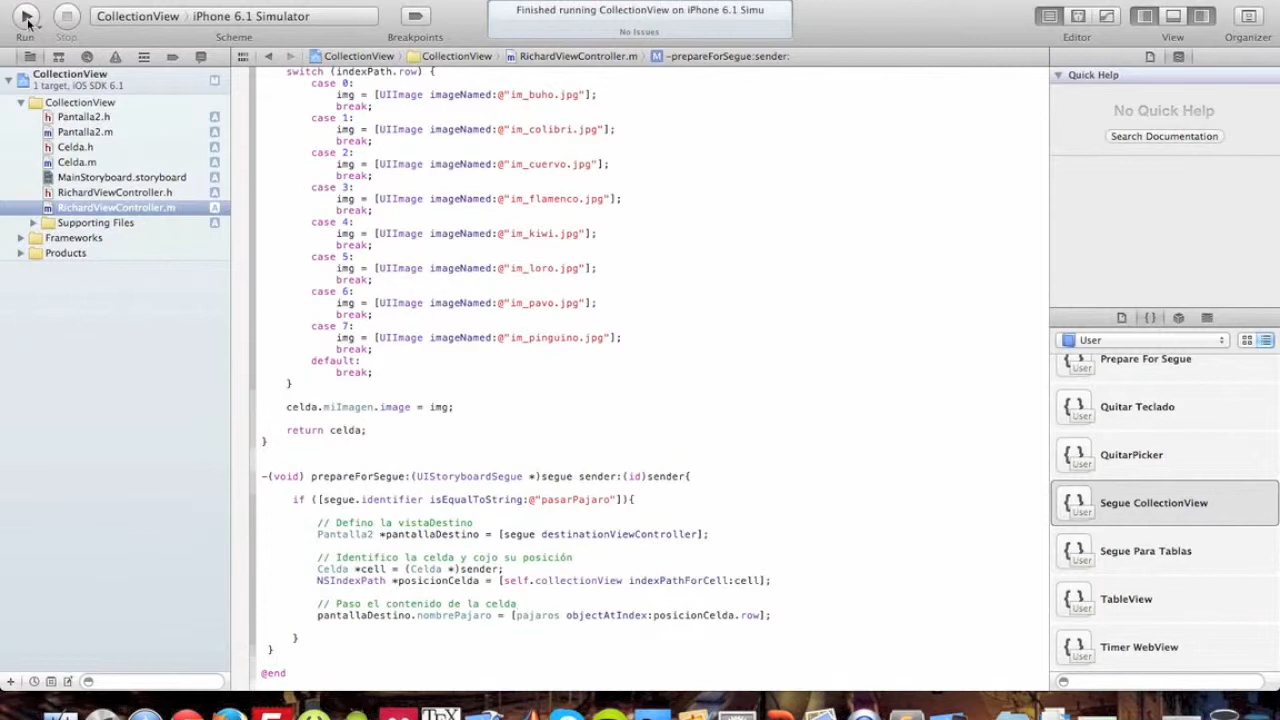 CollectionView
iPhone 6.1 Simulator
Finished running CollectionView on iPhone 6.1 Simu
No Issues
Run
Stop
Scheme
Breakpoints
Editor
View
Organizer
CollectionView
CollectionView
RichardViewController.m
M
-prepareForSegue:sender:
CollectionView
M
1 target, iOS SDK 6.1
CollectionView
h Pantalla2.h A
m Pantalla2.m A
h Celda.h A
m Celda.m A
MainStoryboard.storyboard A
h RichardViewController.h A
m RichardViewController.m A
Supporting Files A
Frameworks
Products
switch (indexPath.row) {
case 0:
img = [UIImage imageNamed:@"im_buho.jpg"];
break;
case 1:
img = [UIImage imageNamed:@"im_colibri.jpg"];
break;
case 2:
img = [UIImage imageNamed:@"im_cuervo.jpg"];
break;
case 3:
img = [UIImage imageNamed:@"im_flamenco.jpg"];
break;
case 4:
img = [UIImage imageNamed:@"im_kiwi.jpg"];
break;
case 5:
img = [UIImage imageNamed:@"im_loro.jpg"];
break;
case 6:
img = [UIImage imageNamed:@"im_pavo.jpg"];
break;
case 7:
img = [UIImage imageNamed:@"im_pinguino.jpg"];
break;
default:
break;
}
celda.miImagen.image = img;
return celda;
}
-(void) prepareForSegue:(UIStoryboardSegue *)segue sender:(id)sender{
if ([segue.identifier isEqualToString:@"pasarPajaro"]){
// Defino la vistaDestino
Pantalla2 *pantallaDestino = [segue destinationViewController];
// Identifico la celda y cojo su posición
Celda *cell = (Celda *)sender;
NSIndexPath *posicionCelda = [self.collectionView indexPathForCell:cell];
// Paso el contenido de la celda
pantallaDestino.nombrePajaro = [pajaros objectAtIndex:posicionCelda.row];
}
}
@end
Quick Help
No Quick Help
Search Documentation
{}
User
{} User Prepare For Segue
{} User Quitar Teclado
{} User QuitarPicker
{} User Segue CollectionView
{} User Segue Para Tablas
{} User TableView
{} User Timer WebView
TEX